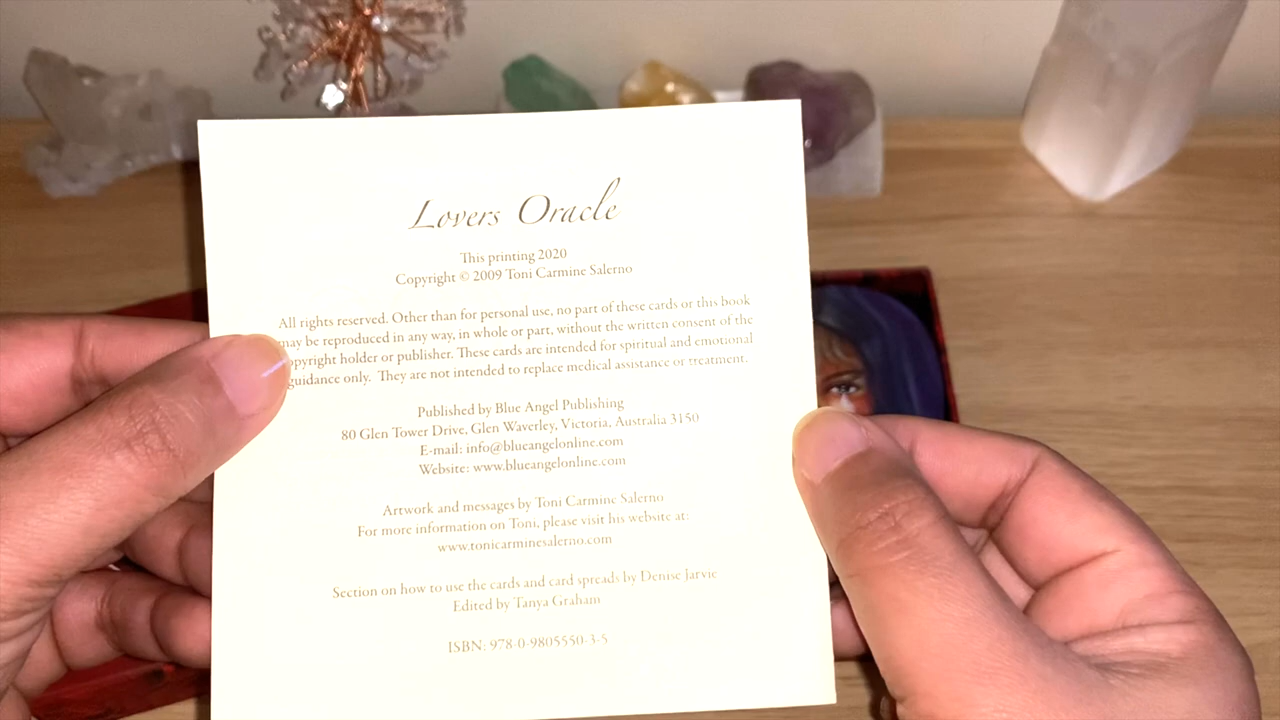 Lovers Oracle
This printing 2020
Copyright © 2009 Toni Carmine Salerno
All rights reserved. Other than for personal use, no part of these cards or this book
may be reproduced in any way, in whole or part, without the written consent of the
opyright holder or publisher. These cards are intended for spiritual and emotional
guidance only. They are not intended to replace medical assistance or treatment.
Published by Blue Angel Publishing
80 Glen Tower Drive, Glen Waverley, Victoria, Australia 3150
E-mail: info@blueangelonline.com
Website: www.blueangelonline.com
Artwork and messages by Toni Carmine Salerno
For more information on Toni, please visit his website at:
www.tonicarminesalerno.com
Section on how to use the cards and card spreads by Denise Jarvie
Edited by Tanya Graham
ISBN: 978-0-9805550-3-5